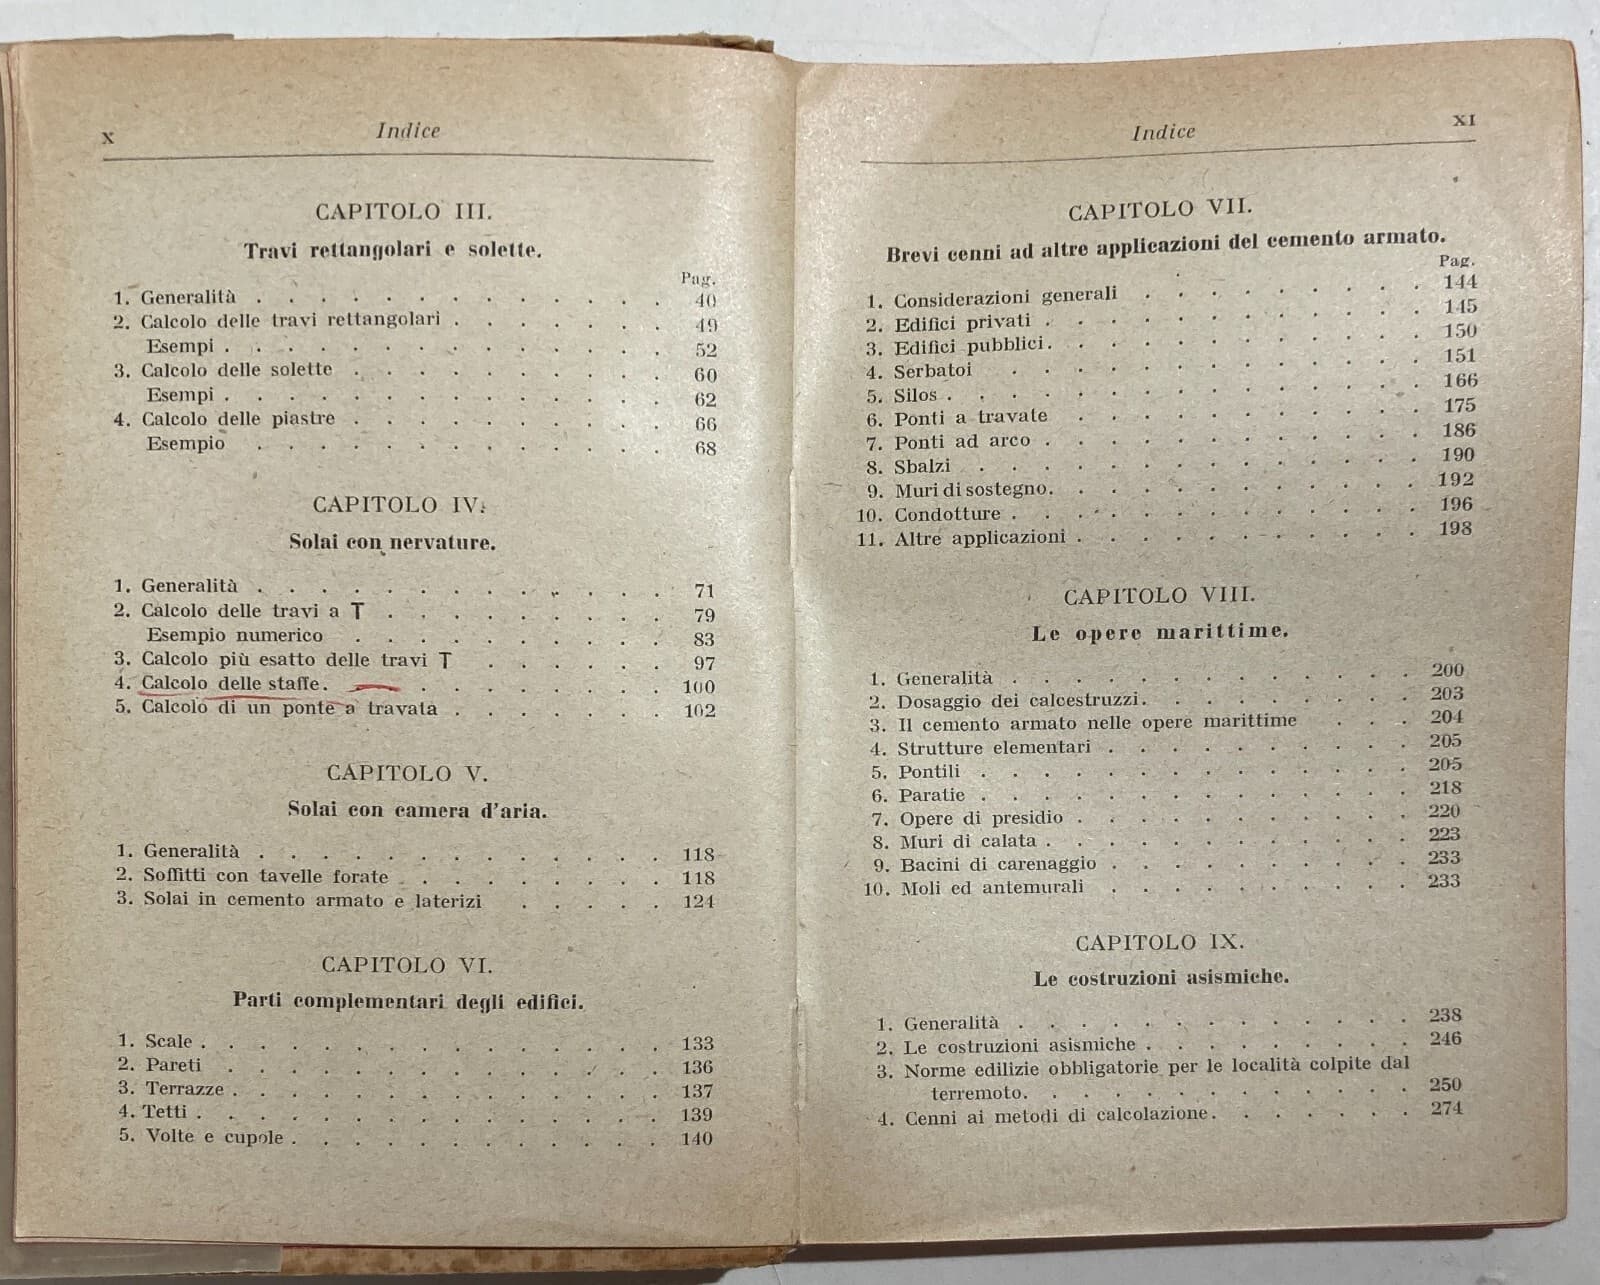 X Indice
CAPITOLO III.
Travi rettangolari e solette.
Pag.
1. Generalità . . . . . . . . . . . . . 40
2. Calcolo delle travi rettangolari . . . . . . . 49
Esempi . . . . . . . . . . . . . . 52
3. Calcolo delle solette . . . . . . . . . . 60
Esempi . . . . . . . . . . . . . . 62
4. Calcolo delle piastre . . . . . . . . . . 66
Esempio . . . . . . . . . . . . . 68
CAPITOLO IV.
Solai con nervature.
1. Generalità . . . . . . . . . . . . . 71
2. Calcolo delle travi a T . . . . . . . . . 79
Esempio numerico . . . . . . . . . . 83
3. Calcolo più esatto delle travi T . . . . . . 97
4. Calcolo delle staffe. . . . . . . . . 100
5. Calcolo di un ponte a travata . . . . . . . 102
CAPITOLO V.
Solai con camera d'aria.
1. Generalità . . . . . . . . . . . . . 118
2. Soffitti con tavelle forate . . . . . . . . 118
3. Solai in cemento armato e laterizi . . . . . 124
CAPITOLO VI.
Parti complementari degli edifici.
1. Scale . . . . . . . . . . . . . . . 133
2. Pareti . . . . . . . . . . . . . . 136
3. Terrazze . . . . . . . . . . . . . . 137
4. Tetti . . . . . . . . . . . . . . . 139
5. Volte e cupole . . . . . . . . . . . . 140
Indice XI
CAPITOLO VII.
Brevi cenni ad altre applicazioni del cemento armato.
Pag.
1. Considerazioni generali . . . . . . . . . 144
2. Edifici privati . . . . . . . . . . . . 145
3. Edifici pubblici . . . . . . . . . . . . 150
4. Serbatoi . . . . . . . . . . . . . 151
5. Silos . . . . . . . . . . . . . . . 166
6. Ponti a travate . . . . . . . . . . . 175
7. Ponti ad arco . . . . . . . . . . . . 186
8. Sbalzi . . . . . . . . . . . . . . 190
9. Muri di sostegno. . . . . . . . . . . . 192
10. Condotture . . . . . . . . . . . . . 196
11. Altre applicazioni . . . . . . . . . . . 198
CAPITOLO VIII.
Le opere marittime.
1. Generalità . . . . . . . . . . . . . 200
2. Dosaggio dei calcestruzzi. . . . . . . . . 203
3. Il cemento armato nelle opere marittime . . . 204
4. Strutture elementari . . . . . . . . . . 205
5. Pontili . . . . . . . . . . . . . . 205
6. Paratie . . . . . . . . . . . . . . 218
7. Opere di presidio . . . . . . . . . . . 220
8. Muri di calata . . . . . . . . . . . . 223
9. Bacini di carenaggio . . . . . . . . . . 233
10. Moli ed antemurali . . . . . . . . . . 233
CAPITOLO IX.
Le costruzioni asismiche.
1. Generalità . . . . . . . . . . . . . 238
2. Le costruzioni asismiche . . . . . . . . . 246
3. Norme edilizie obbligatorie per le località colpite dal
terremoto. . . . . . . . . . . . . 250
4. Cenni ai metodi di calcolazione. . . . . . . 274